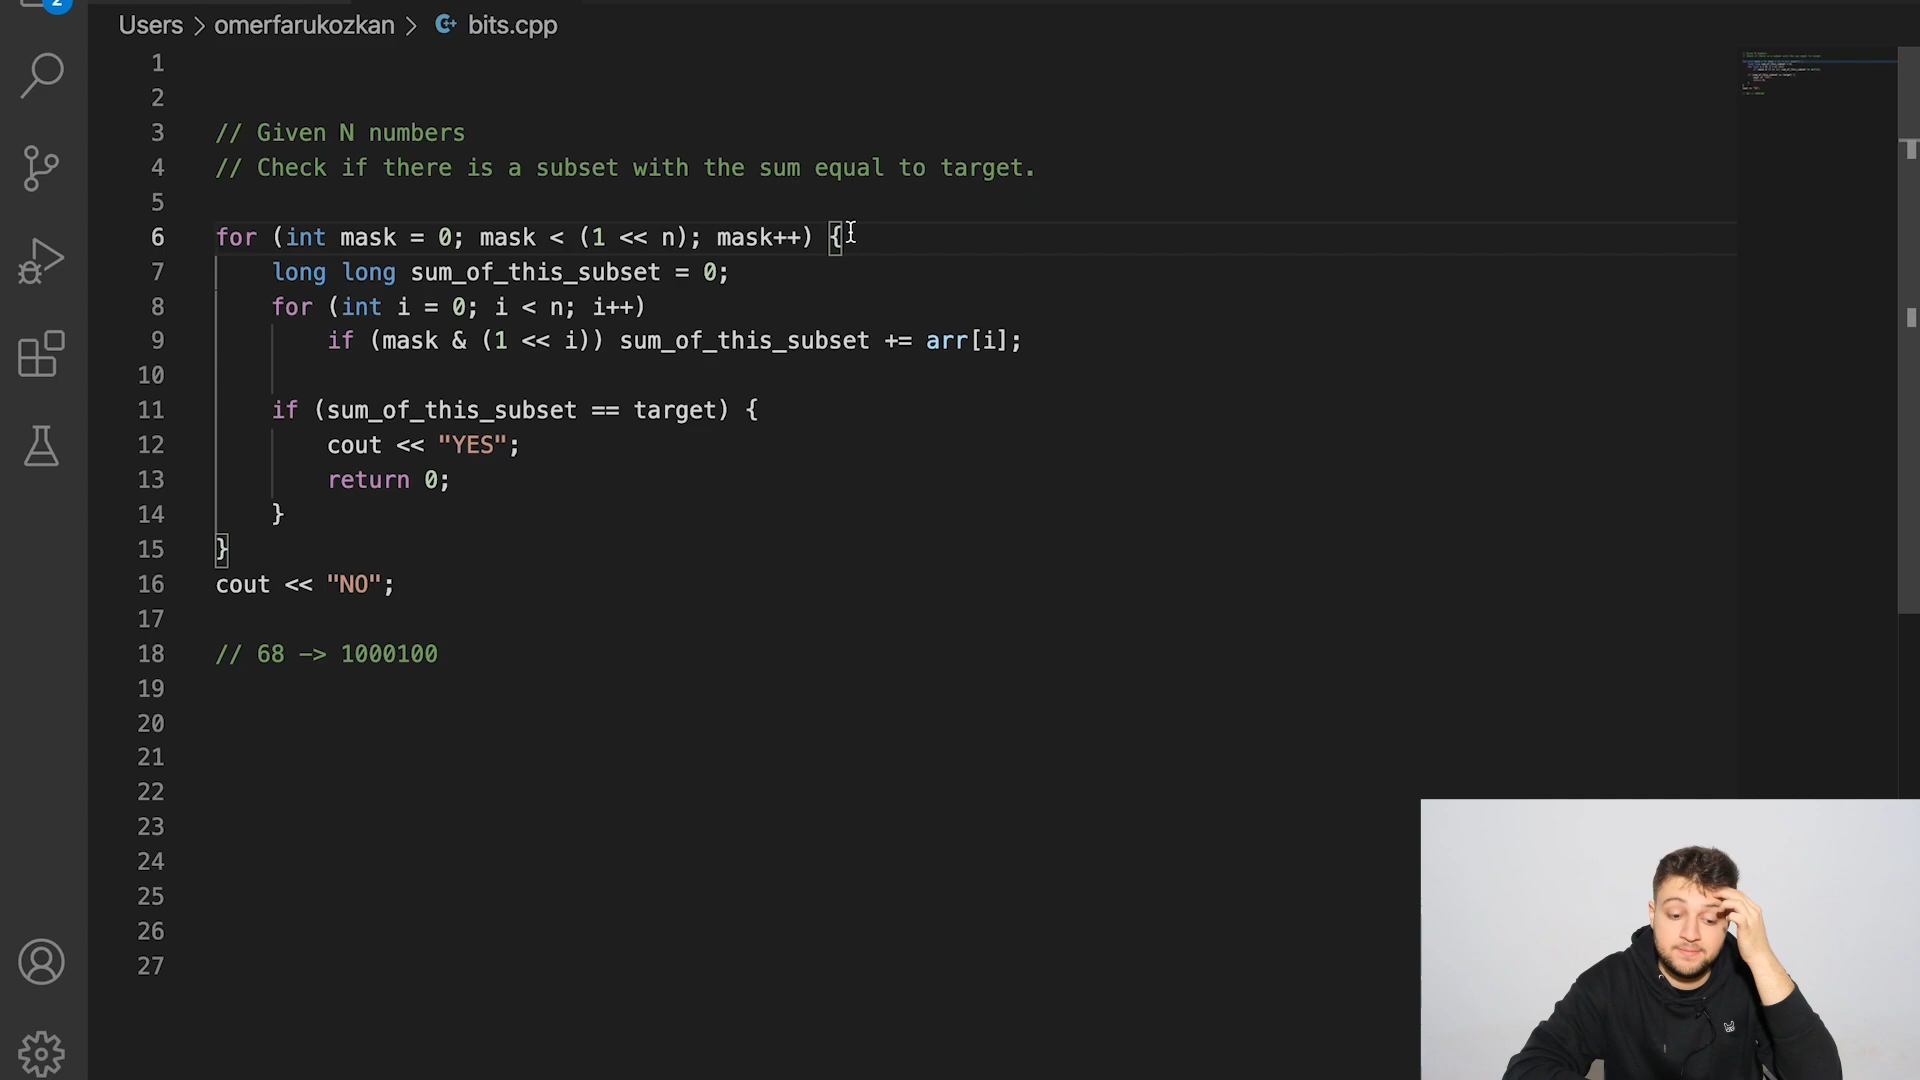 2
Users > omerfarukozkan > bits.cpp
1
2
3 // Given N numbers
4 // Check if there is a subset with the sum equal to target.
5
6 for (int mask = 0; mask < (1 << n); mask++) {
7 long long sum_of_this_subset = 0;
8 for (int i = 0; i < n; i++)
9 if (mask & (1 << i)) sum_of_this_subset += arr[i];
10
11 if (sum_of_this_subset == target) {
12 cout << "YES";
13 return 0;
14 }
15 }
16 cout << "NO";
17
18 // 68 -> 1000100
19
20
21
22
23
24
25
26
27